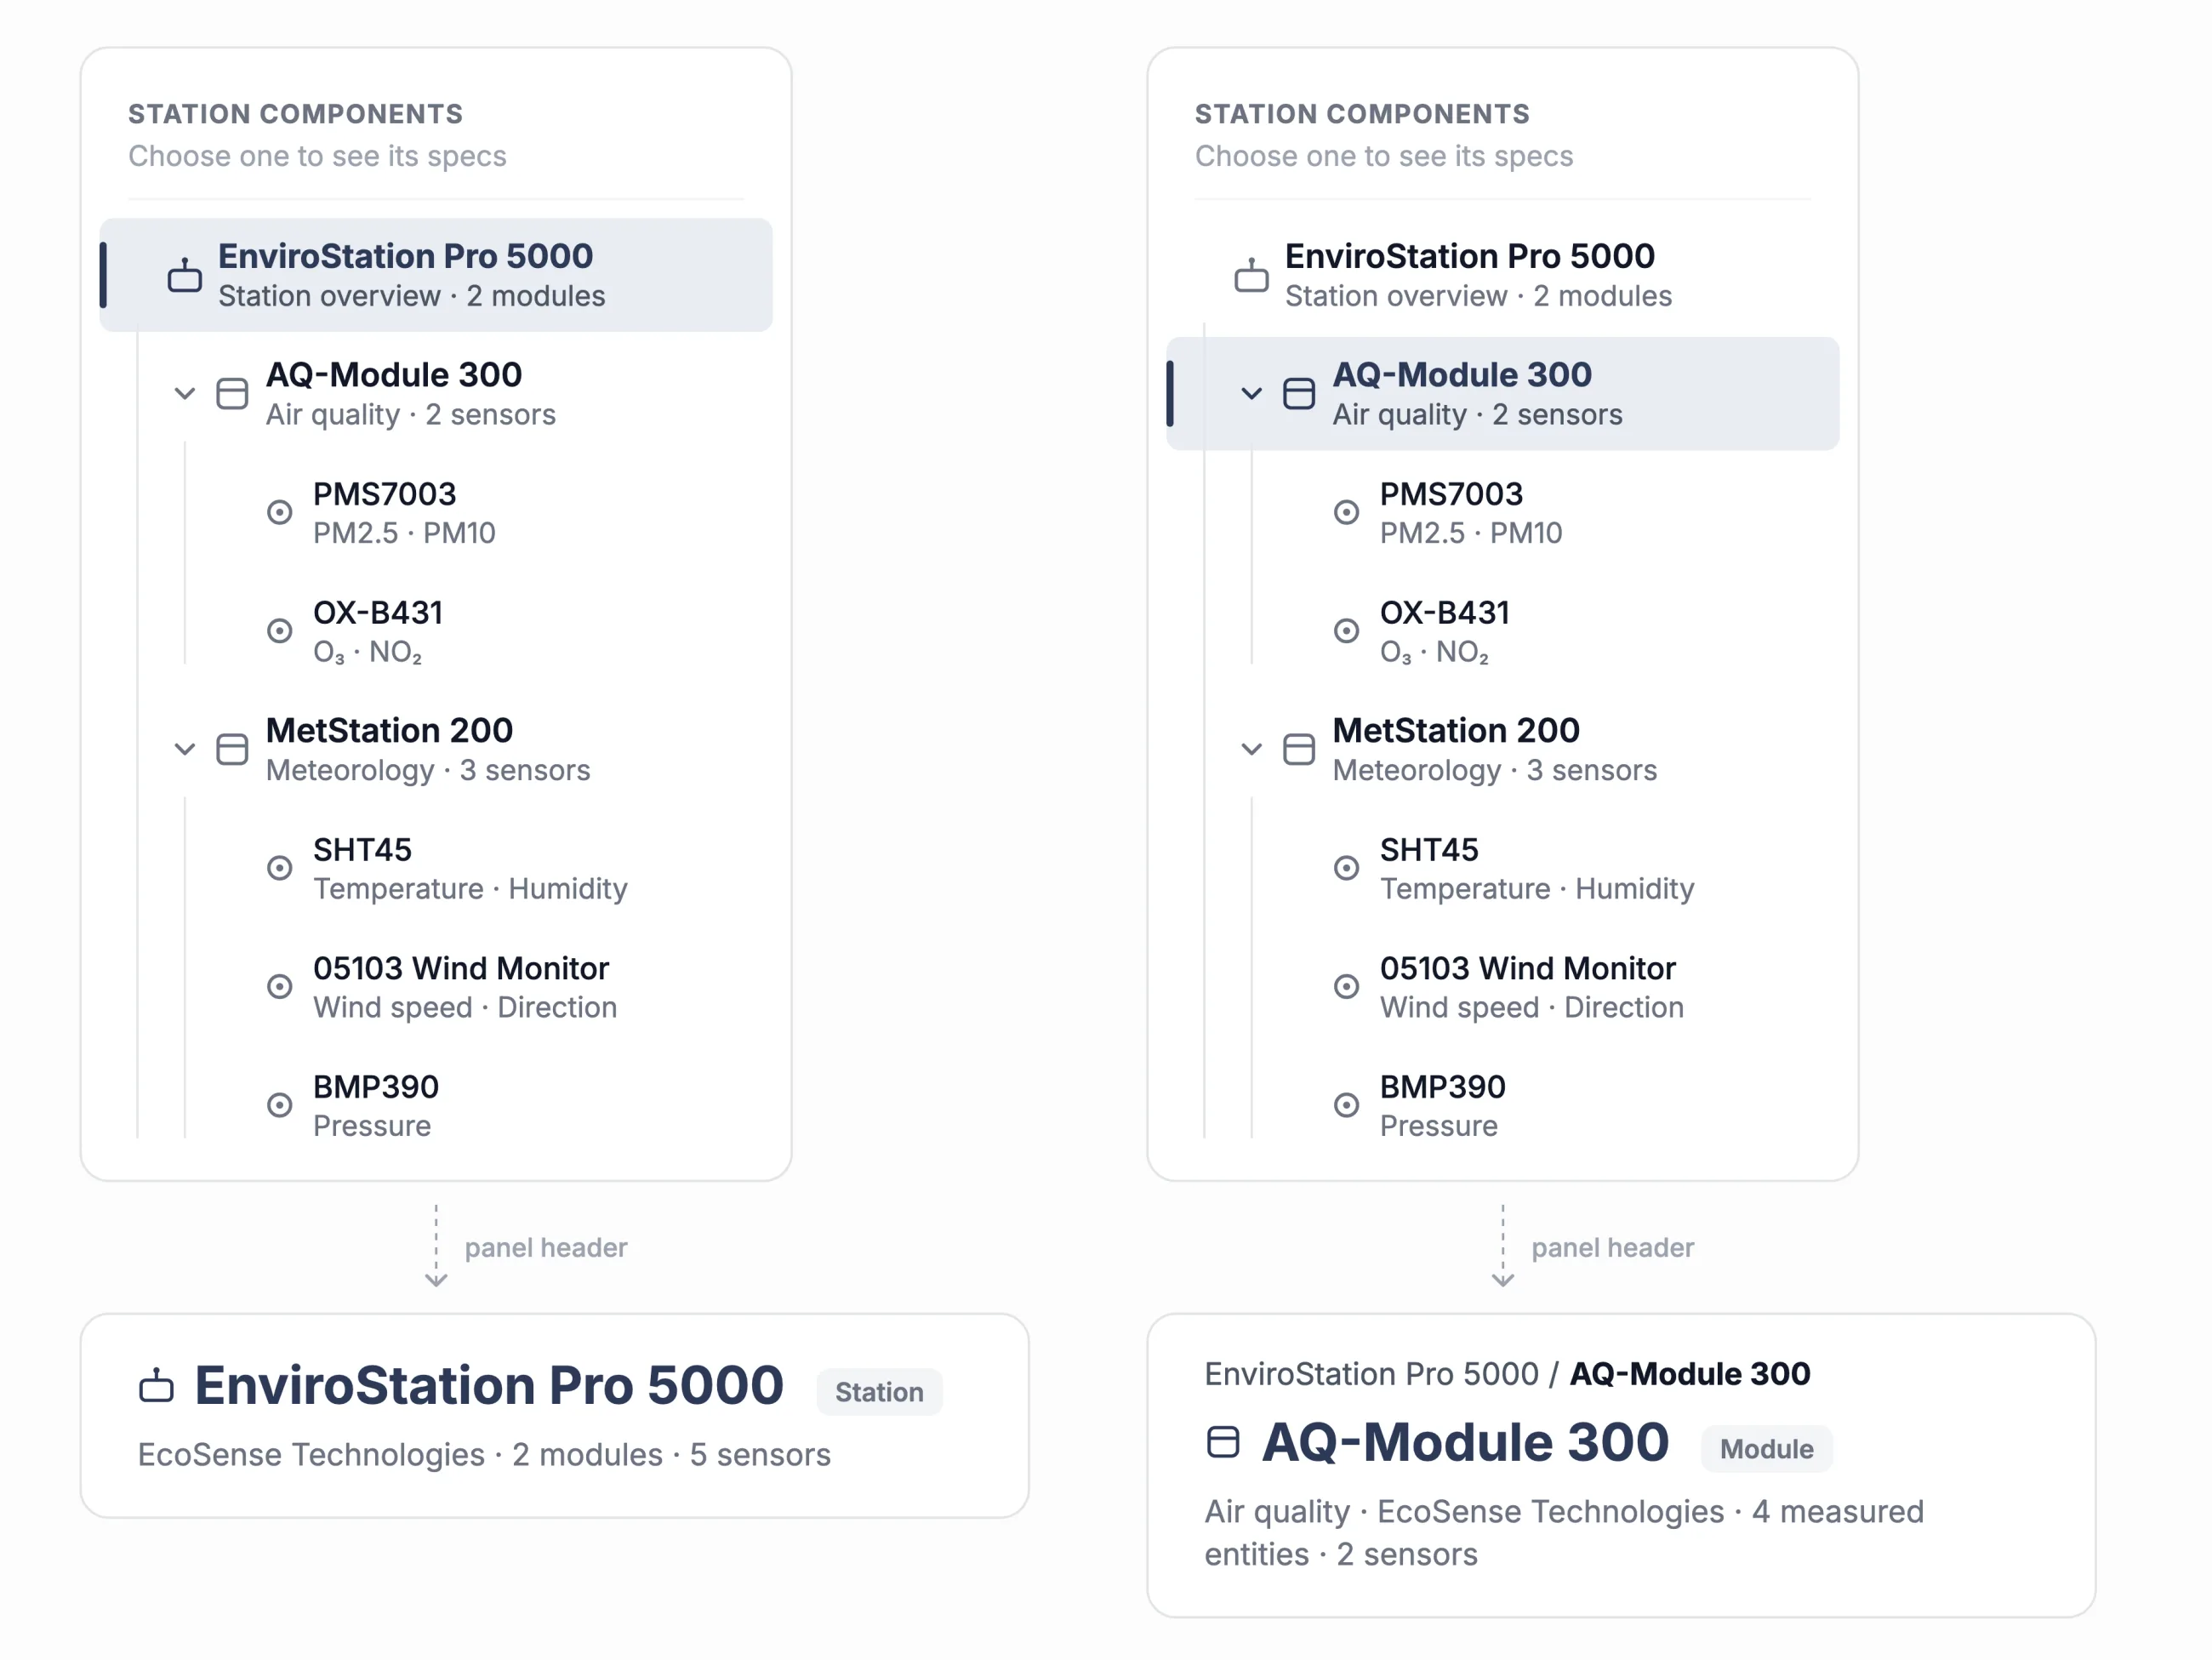 STATION COMPONENTS
Choose one to see its specs
EnviroStation Pro 5000
Station overview · 2 modules
AQ-Module 300
Air quality · 2 sensors
PMS7003
PM2.5 · PM10
OX-B431
O₃ · NO₂
MetStation 200
Meteorology · 3 sensors
SHT45
Temperature · Humidity
05103 Wind Monitor
Wind speed · Direction
BMP390
Pressure
panel header
EnviroStation Pro 5000 Station
EcoSense Technologies · 2 modules · 5 sensors
STATION COMPONENTS
Choose one to see its specs
EnviroStation Pro 5000
Station overview · 2 modules
AQ-Module 300
Air quality · 2 sensors
PMS7003
PM2.5 · PM10
OX-B431
O₃ · NO₂
MetStation 200
Meteorology · 3 sensors
SHT45
Temperature · Humidity
05103 Wind Monitor
Wind speed · Direction
BMP390
Pressure
panel header
EnviroStation Pro 5000 / AQ-Module 300
AQ-Module 300 Module
Air quality · EcoSense Technologies · 4 measured
entities · 2 sensors